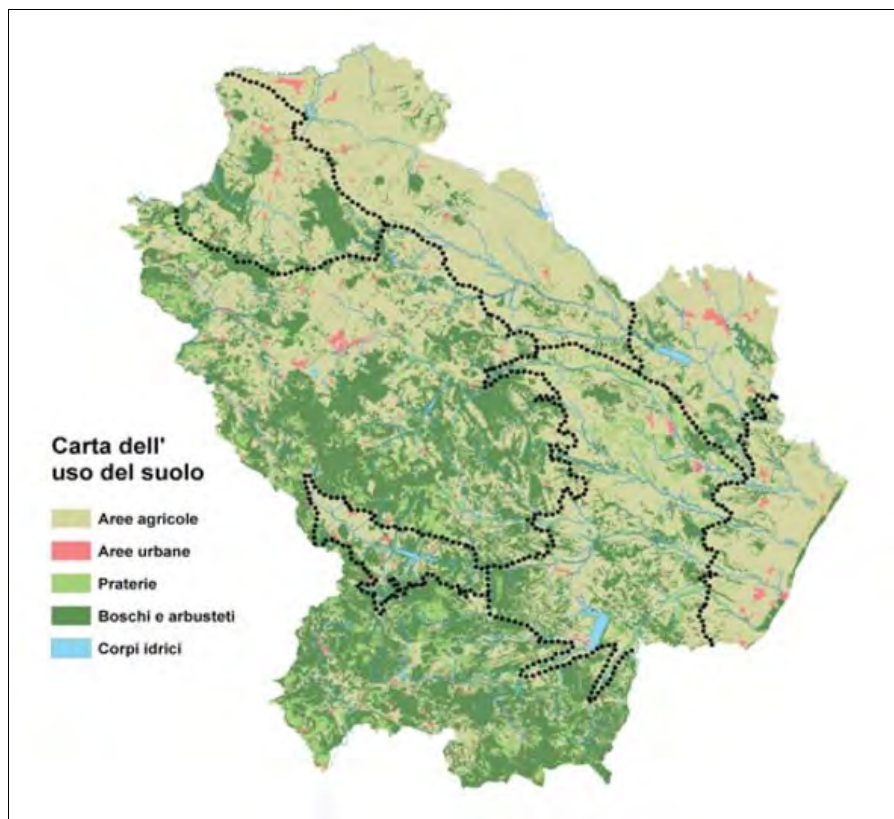 Carta dell'
uso del suolo
Aree agricole
Aree urbane
Praterie
Boschi e arbusteti
Corpi idrici